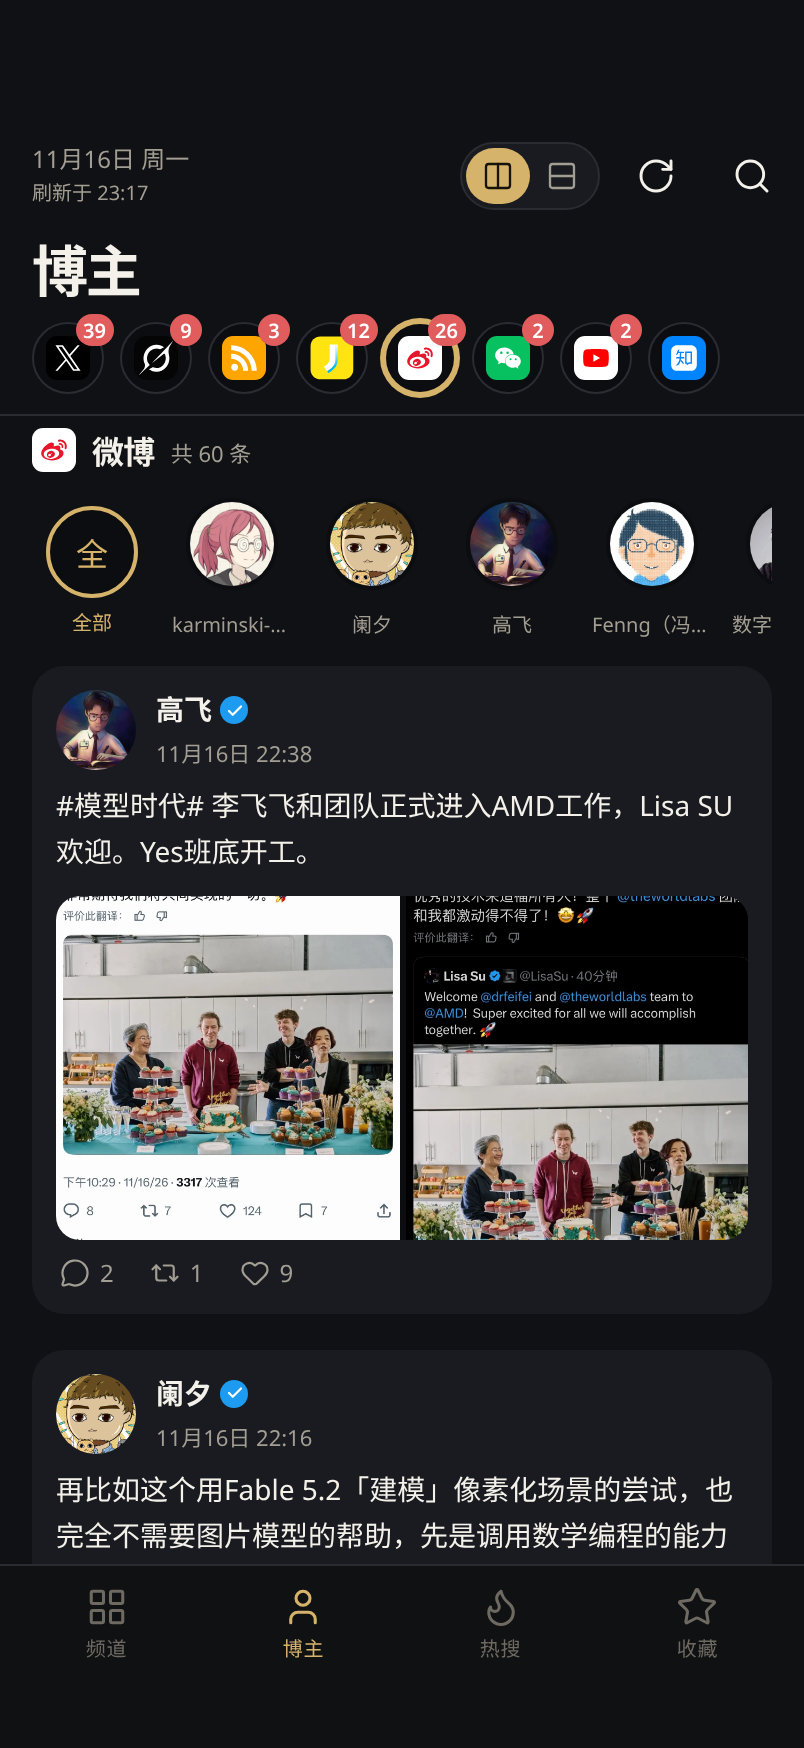 11月16日 周一
刷新于 23:17
博主
39
9
3
12
26
2
2
知
微博 共 60 条
全
全部
karminski-...
阑夕
高飞
Fenng（冯...
数字
高飞
11月16日 22:38
#模型时代# 李飞飞和团队正式进入AMD工作，Lisa SU
欢迎。Yes班底开工。
评价此翻译：
下午10:29 · 11/16/26 · 3317 次查看
8 7 124 7
@theworldlabs
和我都激动得不得了！🤩🚀
评价此翻译：
Lisa Su @LisaSu · 40分钟
Welcome @drfeifei and @theworldlabs team to
@AMD! Super excited for all we will accomplish
together. 🚀
2 1 9
阑夕
11月16日 22:16
再比如这个用Fable 5.2「建模」像素化场景的尝试，也
完全不需要图片模型的帮助，先是调用数学编程的能力
频道
博主
热搜
收藏